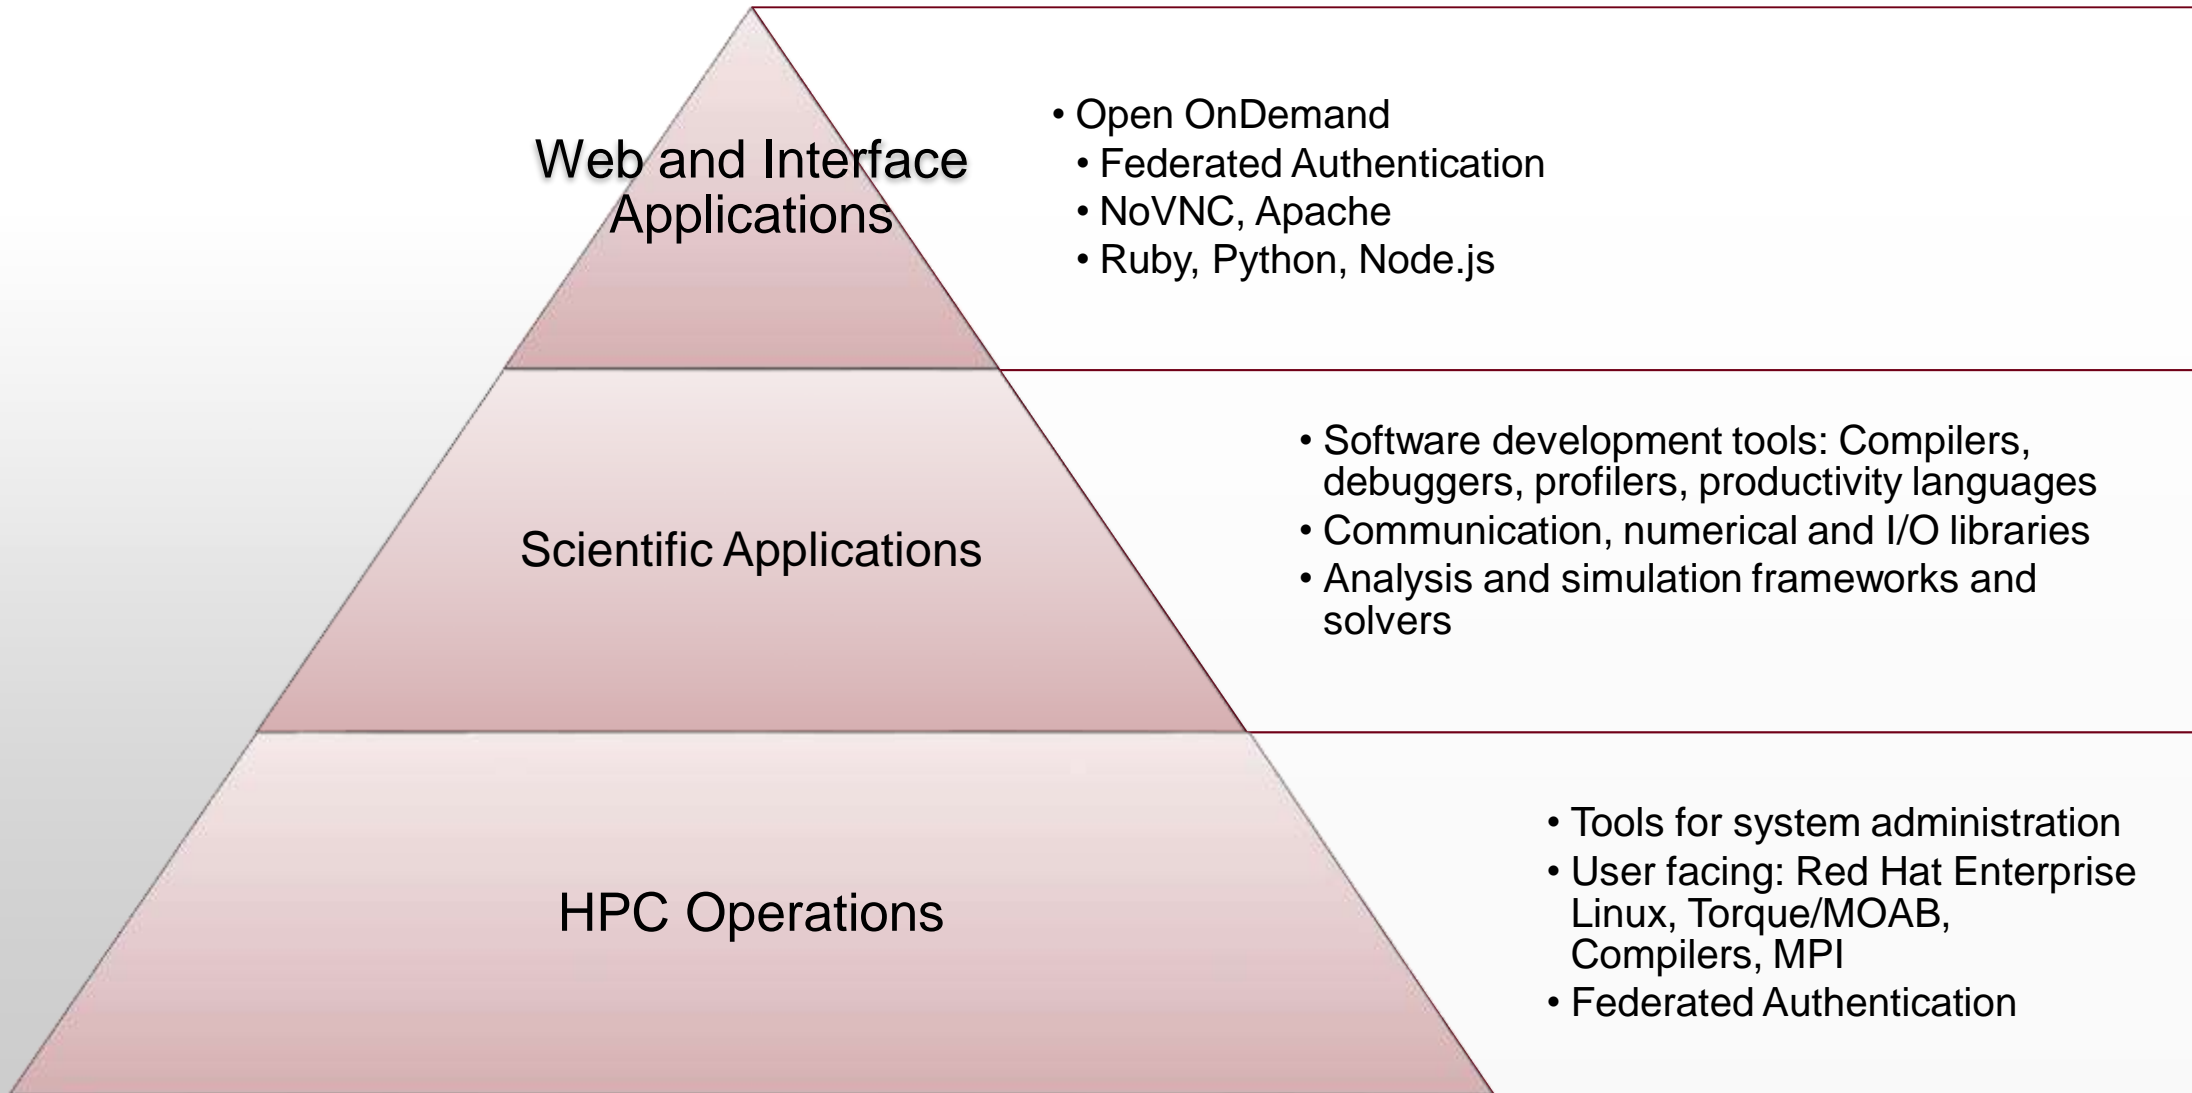 Web and Interface
Applications
• Open OnDemand
• Federated Authentication
• NoVNC, Apache
• Ruby, Python, Node.js
Scientific Applications
• Software development tools: Compilers,
debuggers, profilers, productivity languages
• Communication, numerical and I/O libraries
• Analysis and simulation frameworks and
solvers
HPC Operations
• Tools for system administration
• User facing: Red Hat Enterprise
Linux, Torque/MOAB,
Compilers, MPI
• Federated Authentication